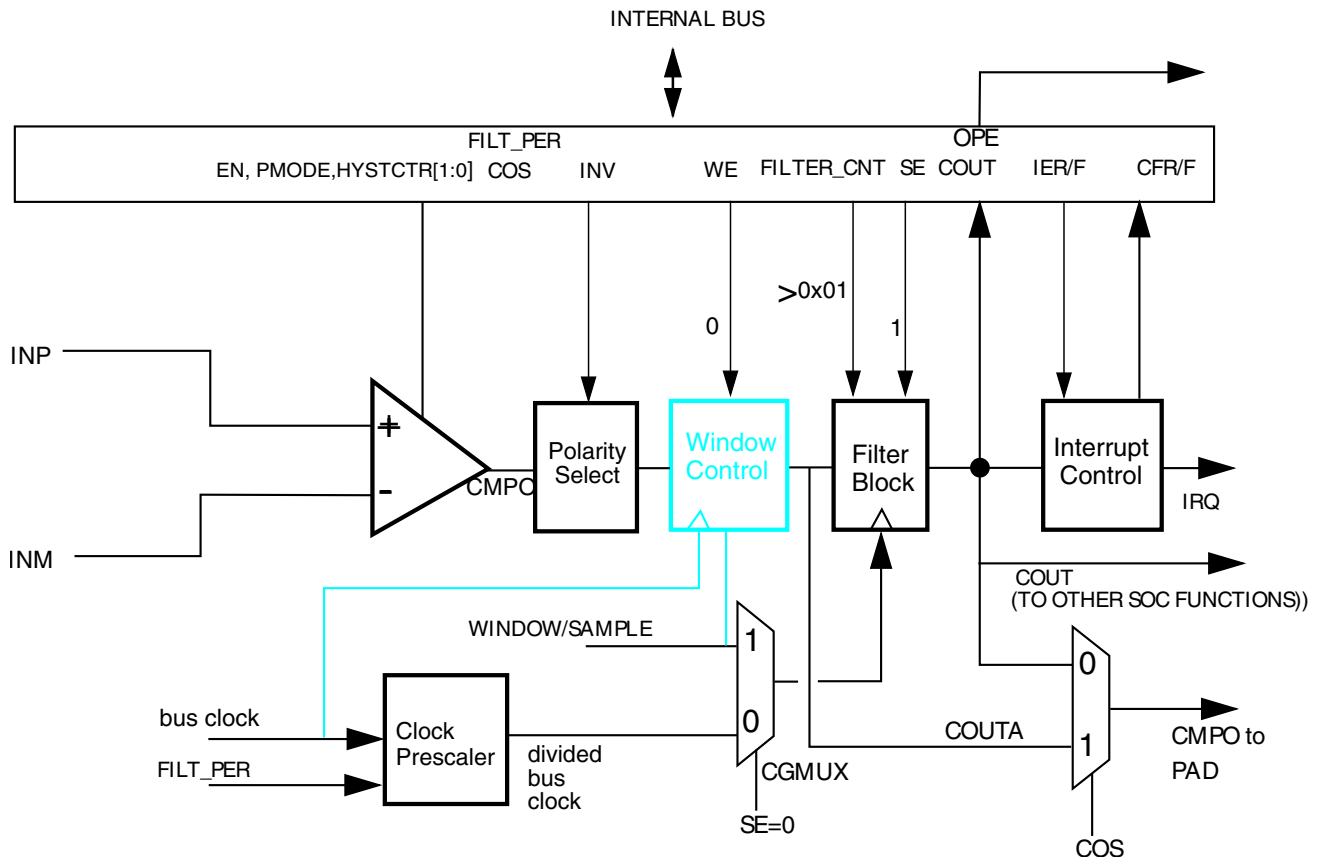 INTERNAL BUS
FILT_PER
OPE
EN, PMODE,HYSTCTR[1:0] COS INV WE FILTER_CNT SE COUT IER/F CFR/F
>0x01
0
1
INP
+
Polarity
Select
Window
Control
Filter
Block
Interrupt
Control
-
CMPO
IRQ
INM
COUT
(TO OTHER SOC FUNCTIONS))
WINDOW/SAMPLE
1
0
bus clock
Clock
Prescaler
0
COUTA
1
CMPO to
PAD
divided
bus
clock
FILT_PER
CGMUX
SE=0
COS